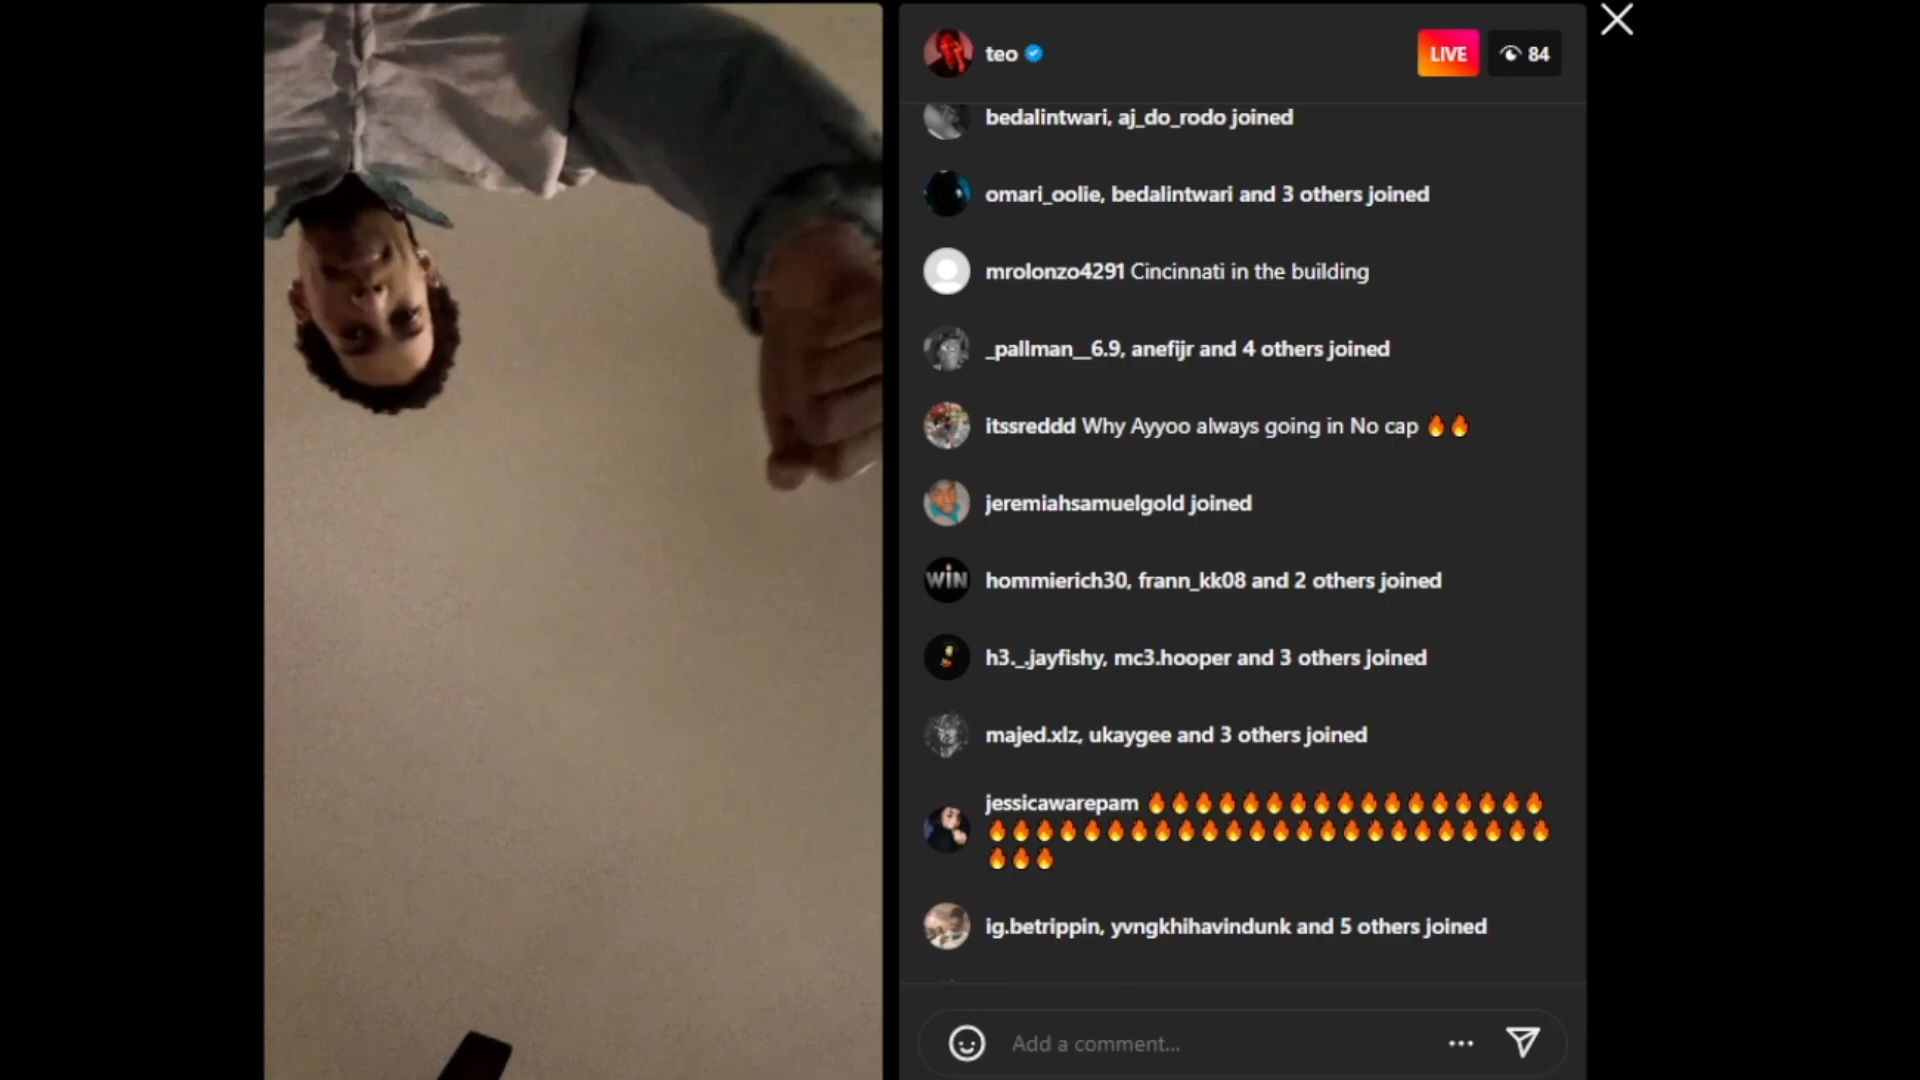 teo
LIVE
84
bedalintwari, aj_do_rodo joined
omari_oolie, bedalintwari and 3 others joined
mrolonzo4291 Cincinnati in the building
_pallman__6.9, anefijr and 4 others joined
itssreddd Why Ayyoo always going in No cap 🔥🔥
jeremiahsamuelgold joined
WIN
hommierich30, frann_kk08 and 2 others joined
h3._.jayfishy, mc3.hooper and 3 others joined
majed.xlz, ukaygee and 3 others joined
jessicawarepam 🔥🔥🔥🔥🔥🔥🔥🔥🔥🔥🔥🔥🔥🔥🔥🔥🔥
🔥🔥🔥🔥🔥🔥🔥🔥🔥🔥🔥🔥🔥🔥🔥🔥🔥🔥🔥🔥🔥🔥🔥🔥
🔥🔥🔥
ig.betrippin, yvngkhihavindunk and 5 others joined
Add a comment...